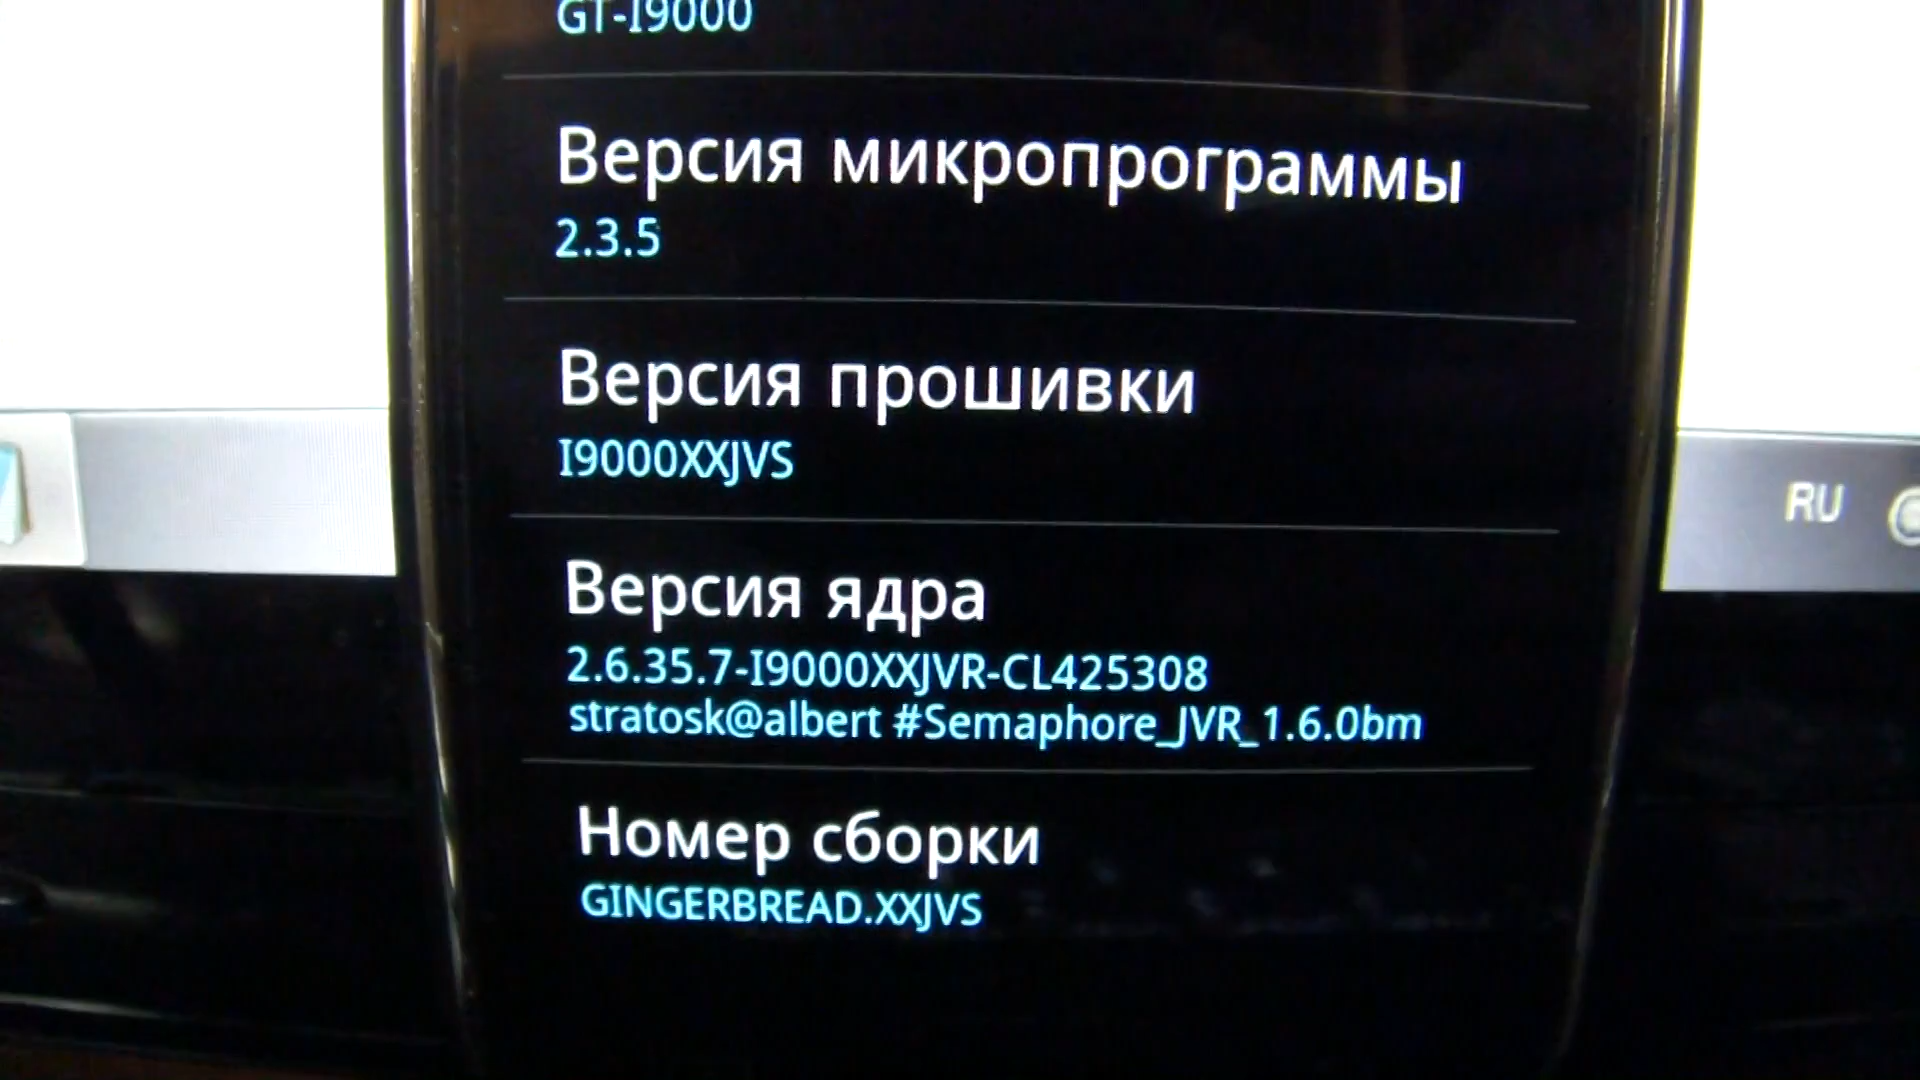 GT-I9000
Версия микропрограммы
2.3.5
Версия прошивки
I9000XXJVS
Версия ядра
2.6.35.7-I9000XXJVR-CL425308
stratosk@albert #Semaphore_JVR_1.6.0bm
Номер сборки
GINGERBREAD.XXJVS
RU